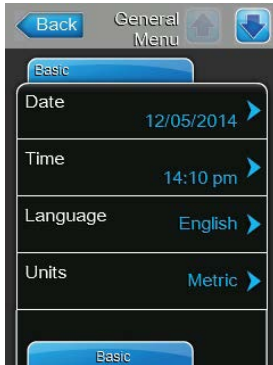 Back
General
Menu
Basic
Date
12/05/2014
Time
14:10 pm
Language
English
Units
Metric
Basic